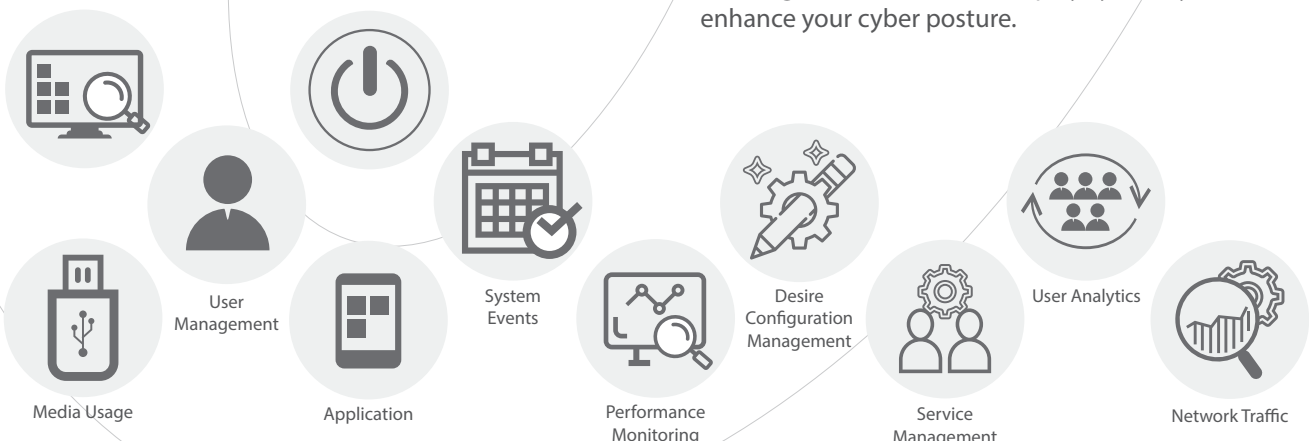 enhance your cyber posture.
User
Management
System
Events
Desire
Configuration
Management
User Analytics
Media Usage
Application
Performance
Monitoring
Service
Management
Network Traffic